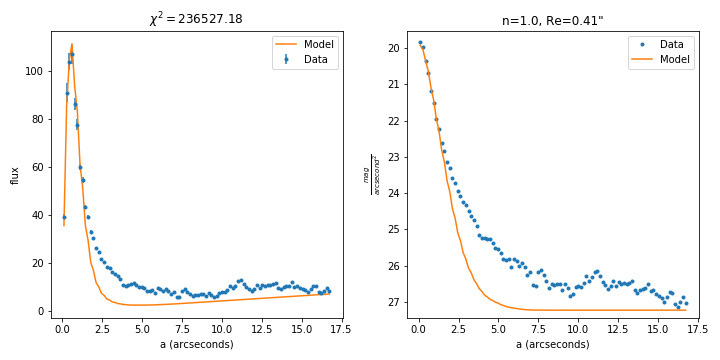 χ² = 236527.18
Model
Data
flux
100
80
60
40
20
0
0.0 2.5 5.0 7.5 10.0 12.5 15.0 17.5
a (arcseconds)
n=1.0, Re=0.41"
Data
Model
mag/arcsecond²
20
21
22
23
24
25
26
27
0.0 2.5 5.0 7.5 10.0 12.5 15.0 17.5
a (arcseconds)